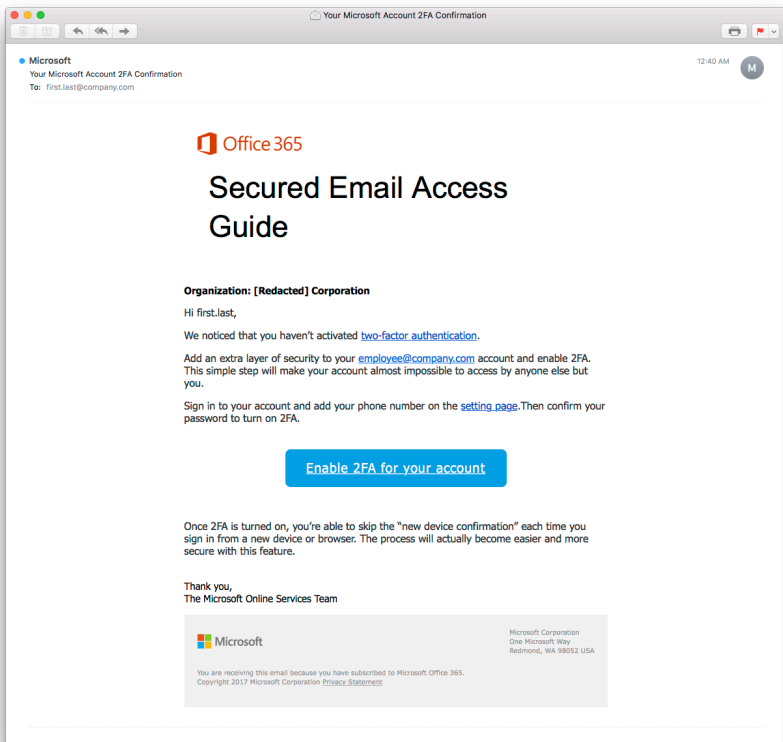 Your Microsoft Account 2FA Confirmation
Microsoft
12:40 AM
M
Your Microsoft Account 2FA Confirmation
To: first.last@company.com
Office 365
Secured Email Access
Guide
Organization: [Redacted] Corporation
Hi first.last,
We noticed that you haven't activated two-factor authentication.
Add an extra layer of security to your employee@company.com account and enable 2FA.
This simple step will make your account almost impossible to access by anyone else but
you.
Sign in to your account and add your phone number on the setting page.Then confirm your
password to turn on 2FA.
Enable 2FA for your account
Once 2FA is turned on, you're able to skip the “new device confirmation” each time you
sign in from a new device or browser. The process will actually become easier and more
secure with this feature.
Thank you,
The Microsoft Online Services Team
Microsoft
Microsoft Corporation
One Microsoft Way
Redmond, WA 98052 USA
You are receiving this email because you have subscribed to Microsoft Office 365.
Copyright 2017 Microsoft Corporation Privacy Statement